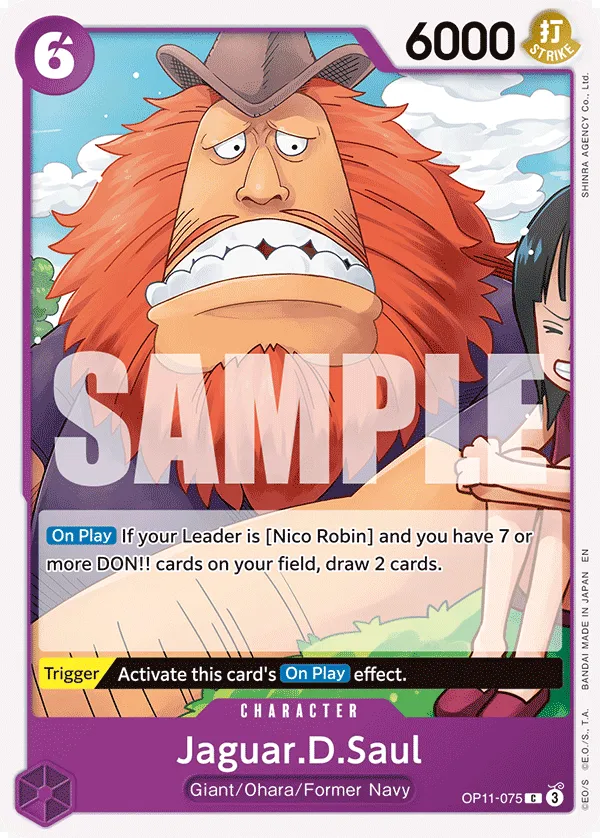 6
6000
打
STRIKE
SHINRA AGENCY Co., Ltd.
SAMPLE
On Play If your Leader is [Nico Robin] and you have 7 or
more DON!! cards on your field, draw 2 cards.
Trigger Activate this card's On Play effect.
CHARACTER
Jaguar.D.Saul
Giant/Ohara/Former Navy
OP11-075 C 3
©E.O/S ©E.O./S., T.A. BANDAI MADE IN JAPAN EN